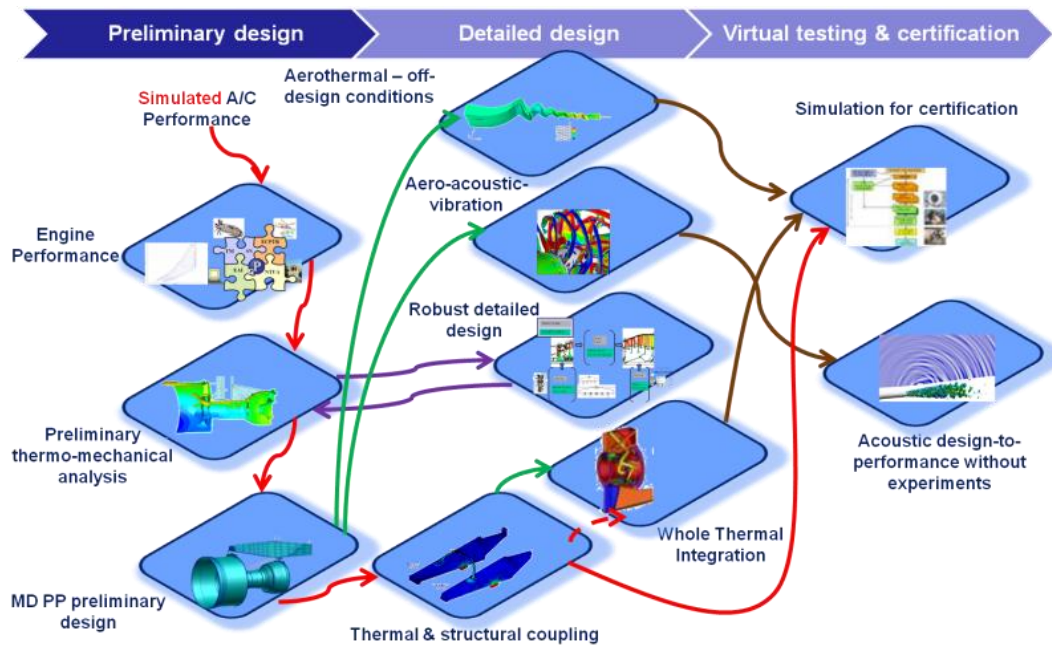 Preliminary design
Detailed design
Virtual testing & certification
Simulated A/C
Performance
Aerothermal – off-
design conditions
Simulation for certification
Engine
Performance
Aero-acoustic-
vibration
Robust detailed
design
Preliminary
thermo-mechanical
analysis
Acoustic design-to-
performance without
experiments
Whole Thermal
Integration
MD PP preliminary
design
Thermal & structural coupling